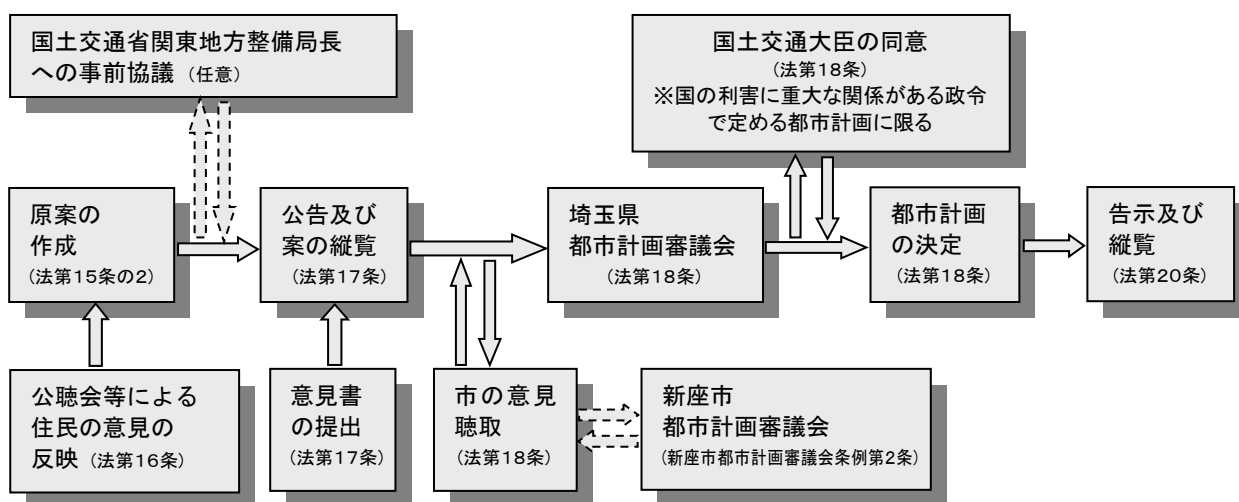 国土交通省関東地方整備局長
への事前協議（任意）
国土交通大臣の同意
（法第18条）
※国の利害に重大な関係がある政令
で定める都市計画に限る
原案の
作成
（法第15条の2）
公告及び
案の縦覧
（法第17条）
埼玉県
都市計画審議会
（法第18条）
都市計画
の決定
（法第18条）
告示及び
縦覧
（法第20条）
公聴会等による
住民の意見の
反映（法第16条）
意見書
の提出
（法第17条）
市の意見
聴取
（法第18条）
新座市
都市計画審議会
（新座市都市計画審議会条例第2条）